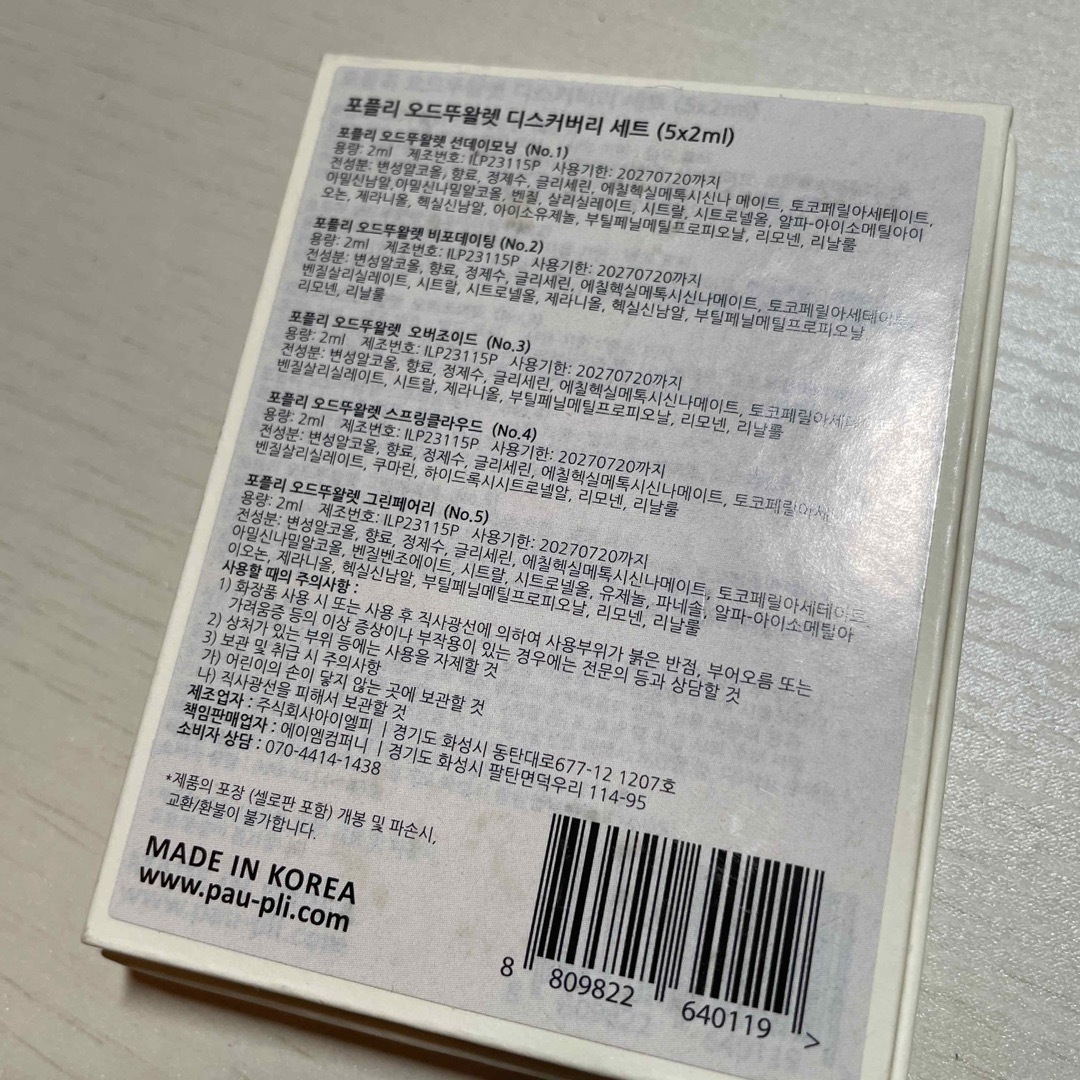 포플리 오드뚜왈렛 디스커버리 세트 (5x2ml)
포플리 오드뚜왈렛 선데이모닝 (No.1)
용량: 2ml 제조번호: ILP23115P 사용기한: 20270720까지
전성분: 변성알코올, 향료, 정제수, 글리세린, 에칠헥실메톡시신나 메이트, 토코페릴아세테이트,
아밀신남알,아밀신나밀알코올, 벤질, 살리실레이트, 시트랄, 시트로넬올, 알파-아이소메틸아이
오논, 제라니올, 헥실신남알, 아이소유제놀, 부틸페닐메틸프로피오날, 리모넨, 리날룰
포플리 오드뚜왈렛 비포데이팅 (No.2)
용량: 2ml 제조번호: ILP23115P 사용기한: 20270720까지
전성분: 변성알코올, 향료, 정제수, 글리세린, 에칠헥실메톡시신나메이트, 토코페릴아세테이트,
벤질살리실레이트, 시트랄, 시트로넬올, 제라니올, 헥실신남알, 부틸페닐메틸프로피오날
리모넨, 리날룰
포플리 오드뚜왈렛 오버조이드 (No.3)
용량: 2ml 제조번호: ILP23115P 사용기한: 20270720까지
전성분: 변성알코올, 향료, 정제수, 글리세린, 에칠헥실메톡시신나메이트, 토코페릴아세테이트,
벤질살리실레이트, 시트랄, 제라니올, 부틸페닐메틸프로피오날, 리모넨, 리날룰
포플리 오드뚜왈렛 스프링클라우드 (No.4)
용량: 2ml 제조번호: ILP23115P 사용기한: 20270720까지
전성분: 변성알코올, 향료, 정제수, 글리세린, 에칠헥실메톡시신나메이트,
벤질살리실레이트, 쿠마린, 하이드록시시트로넬알, 리모넨, 리날룰
포플리 오드뚜왈렛 그린페어리 (No.5)
용량: 2ml 제조번호: ILP23115P 사용기한: 20270720까지
전성분: 변성알코올, 향료, 정제수, 글리세린, 에칠헥실메톡시신나메이트, 토코페릴아세테이트
아밀신나밀알코올, 벤질벤조에이트, 시트랄, 시트로넬올, 유제놀, 파네솔, 알파-아이소메틸아
이오논, 제라니올, 헥실신남알, 부틸페닐메틸프로피오날, 리모넨, 리날룰
사용할 때의 주의사항 :
1) 화장품 사용 시 또는 사용 후 직사광선에 의하여 사용부위가 붉은 반점, 부어오름 또는
가려움증 등의 이상 증상이나 부작용이 있는 경우에는 전문의 등과 상담할 것
2) 상처가 있는 부위 등에는 사용을 자제할 것
3) 보관 및 취급 시 주의사항
가) 어린이의 손이 닿지 않는 곳에 보관할 것
나) 직사광선을 피해서 보관할 것
제조업자 : 주식회사아이엘피 | 경기도 화성시 동탄대로677-12 1207호
책임판매업자 : 에이엠컴퍼니 | 경기도 화성시 팔탄면덕우리 114-95
소비자 상담 : 070-4414-1438
*제품의 포장 (셀로판 포함) 개봉 및 파손시,
교환/환불이 불가합니다.
MADE IN KOREA
www.pau-pli.com
8 809822 640119 >